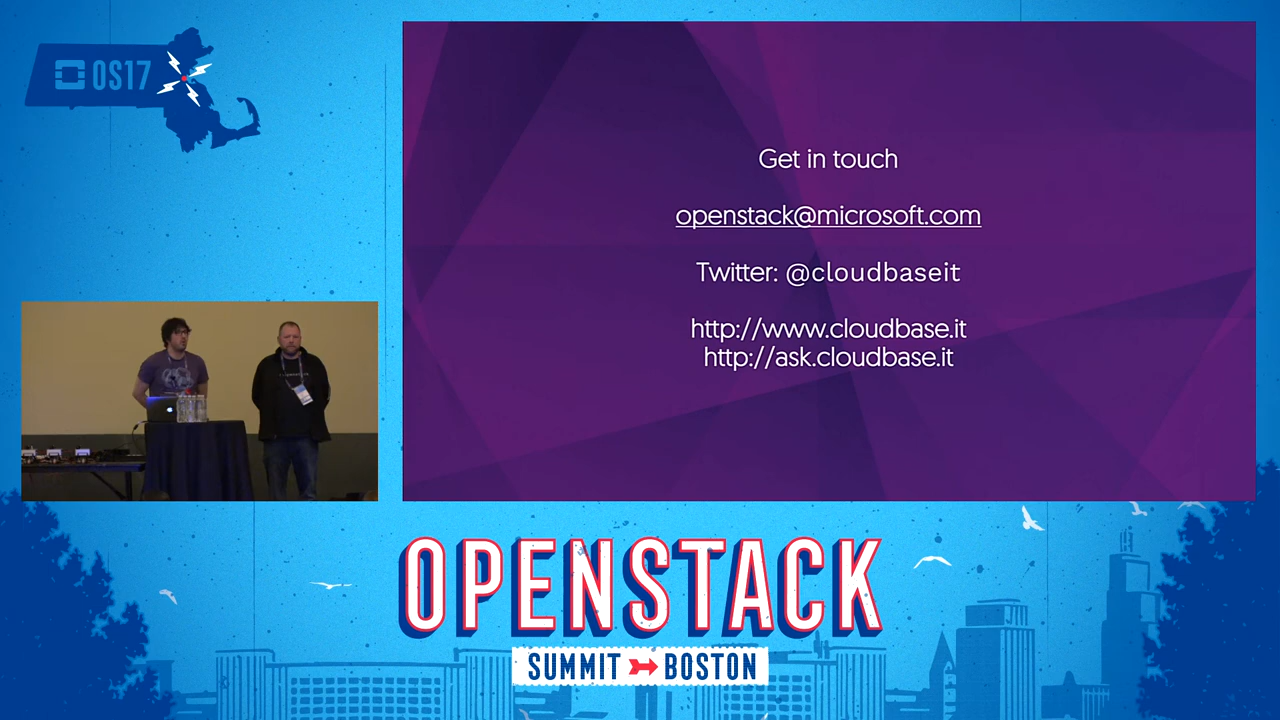 OS17
Get in touch
openstack@microsoft.com
Twitter: @cloudbaseit
http://www.cloudbase.it
http://ask.cloudbase.it
OPENSTACK
SUMMIT BOSTON